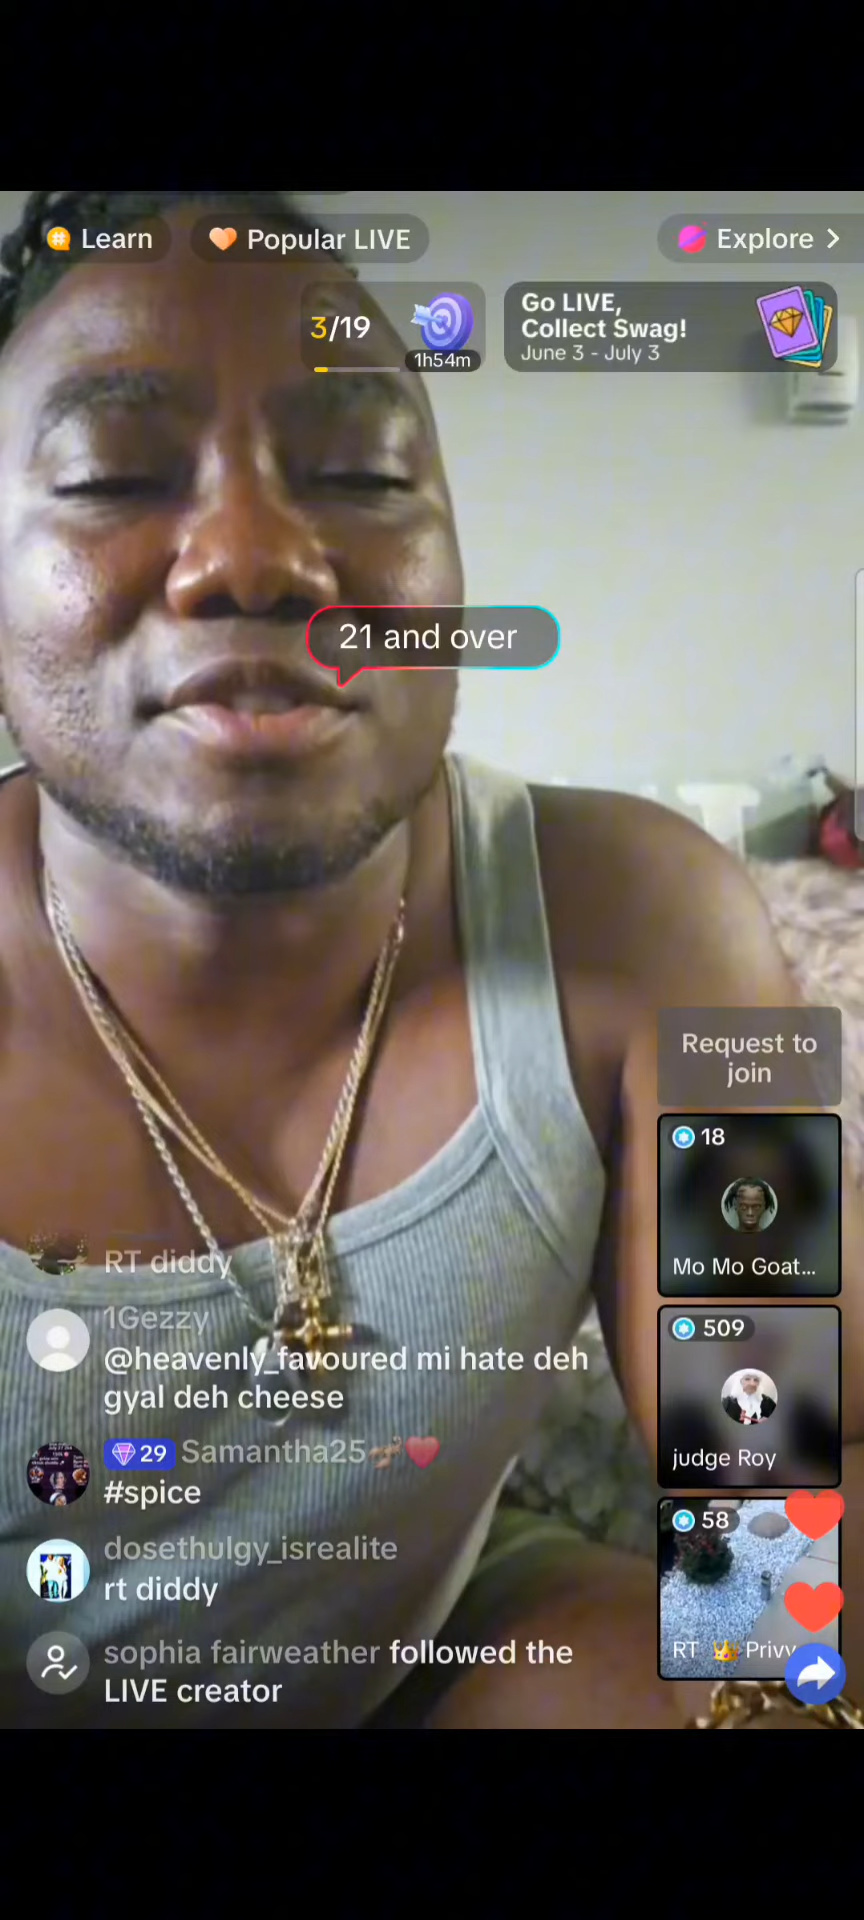 Learn
Popular LIVE
Explore
3/19
1h54m
Go LIVE,
Collect Swag!
June 3 - July 3
21 and over
Request to
join
18
Mo Mo Goat...
509
judge Roy
58
RT 👑 Privy
RT diddy
1Gezzy
@heavenly_favoured mi hate deh
gyal deh cheese
29 Samantha25🦂❤️
#spice
dosethulgy_isrealite
rt diddy
sophia fairweather followed the
LIVE creator